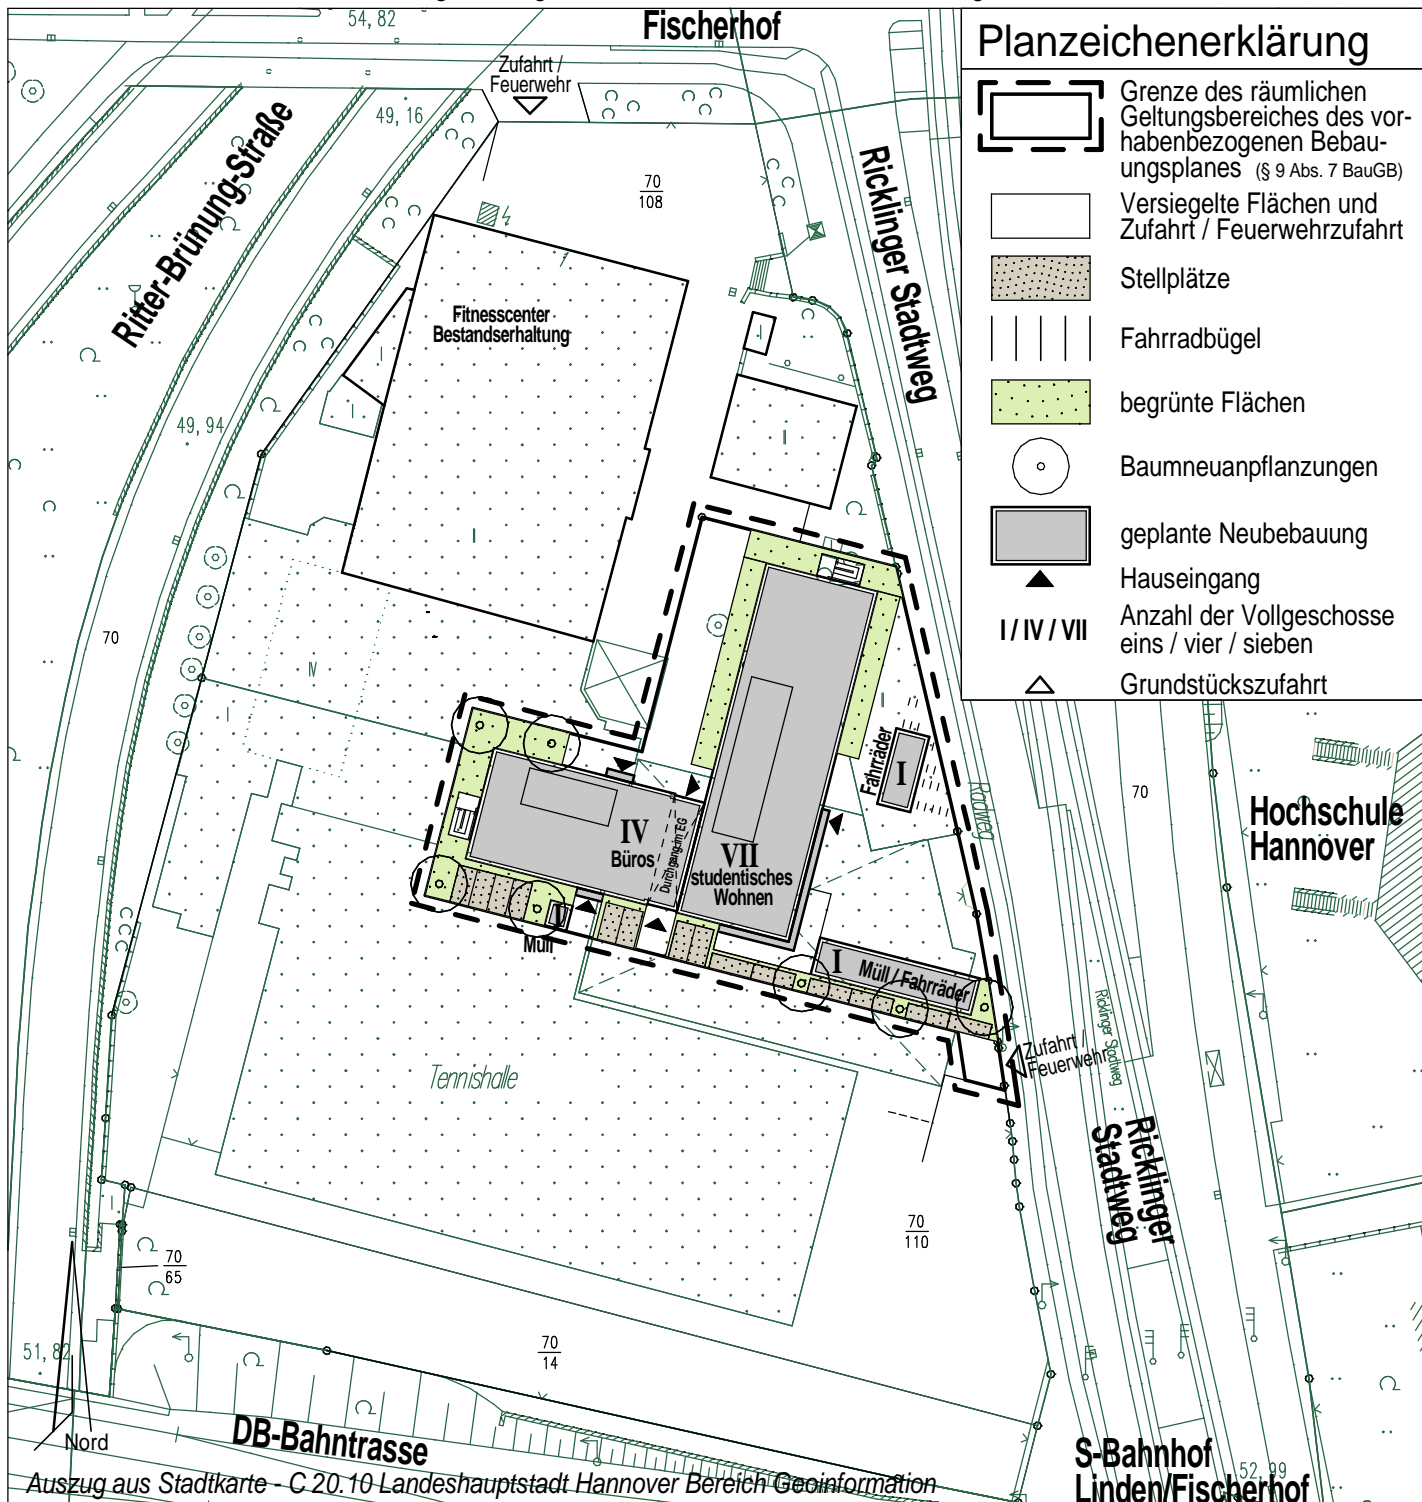 54,82
Fischerhof
Zufahrt /
Feuerwehr
49,16
Ritter-Brünung-Straße
70
108
Ricklinger Stadtweg
Fitnesscenter
Bestandserhaltung
I
I
I
I
I
49,94
I
IV
I
70
Planzeichenerklärung
Grenze des räumlichen
Geltungsbereiches des vor-
habenbezogenen Bebau-
ungsplanes (§ 9 Abs. 7 BauGB)
Versiegelte Flächen und
Zufahrt / Feuerwehrzufahrt
Stellplätze
Fahrradbügel
begrünte Flächen
Baumneuanpflanzungen
geplante Neubebauung
Hauseingang
I / IV / VII
Anzahl der Vollgeschosse
eins / vier / sieben
Grundstückszufahrt
Fahrräder
I
Radweg
70
Hochschule
Hannover
IV
Büros
Durchgang im EG
VII
studentisches
Wohnen
I
Müll
I
Müll / Fahrräder
Zufahrt /
Feuerwehr
Ricklinger Stadtweg
Tennishalle
Ricklinger
Stadtweg
70
110
70
65
70
14
51,82
Nord
DB-Bahntrasse
S-Bahnhof
Linden/Fischerhof
52,99
Auszug aus Stadtkarte - C 20.10 Landeshauptstadt Hannover Bereich Geoinformation